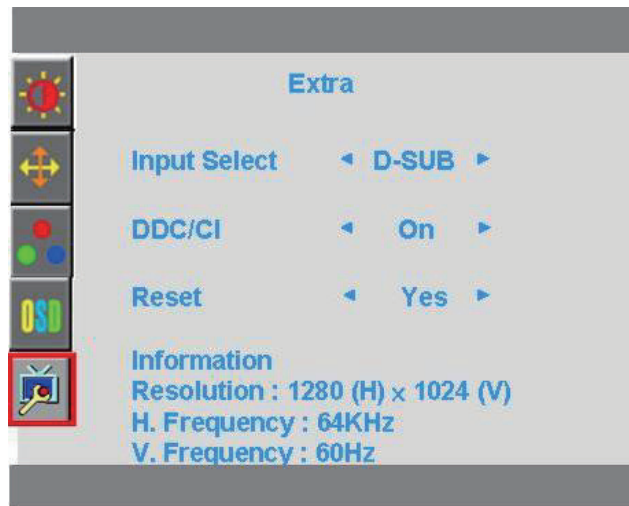 Extra
Input Select ◄ D-SUB ►
DDC/CI ◄ On ►
Reset ◄ Yes ►
OSD
Information
Resolution : 1280 (H) × 1024 (V)
H. Frequency : 64KHz
V. Frequency : 60Hz